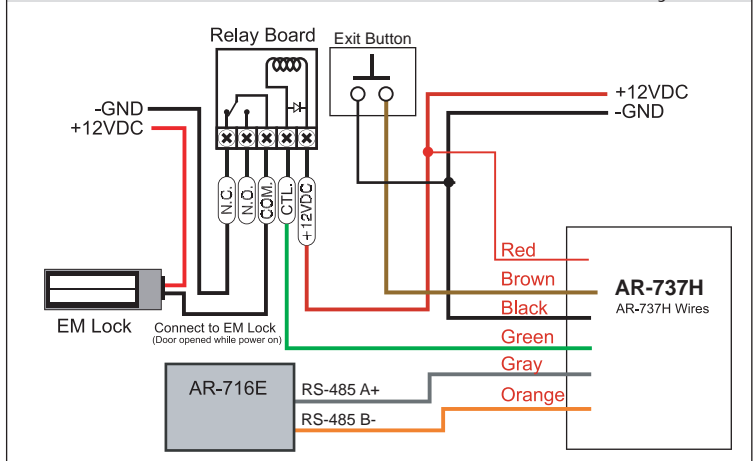 Relay Board
Exit Button
-GND
+12VDC
+12VDC
-GND
N.C.
N.O.
COM.
CTL.
+12VDC
Red
Brown
Black
Green
Gray
Orange
AR-737H
AR-737H Wires
EM Lock
Connect to EM Lock
(Door opened while power on)
AR-716E
RS-485 A+
RS-485 B-